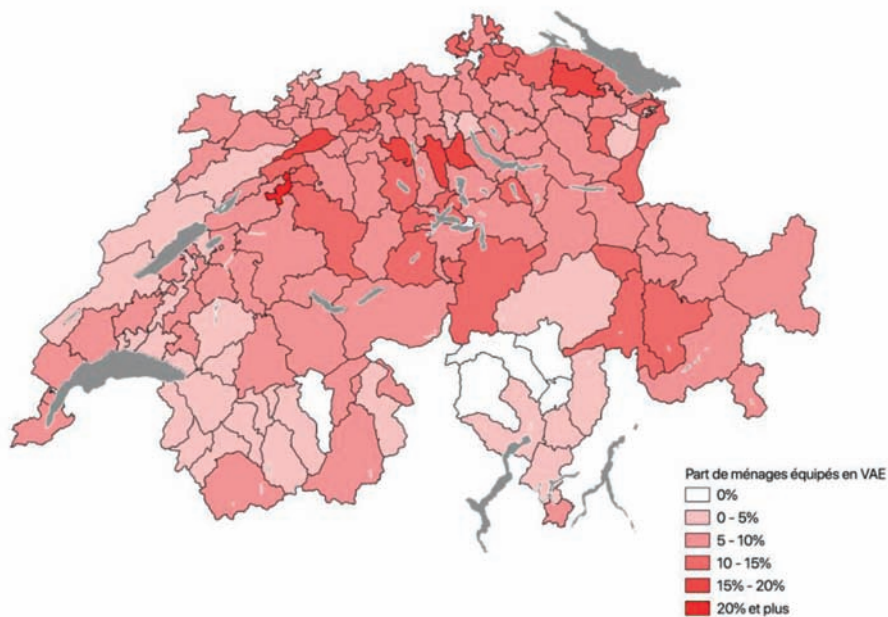 Part de ménages équipés en VAE
0%
0 - 5%
5 - 10%
10 - 15%
15% - 20%
20% et plus